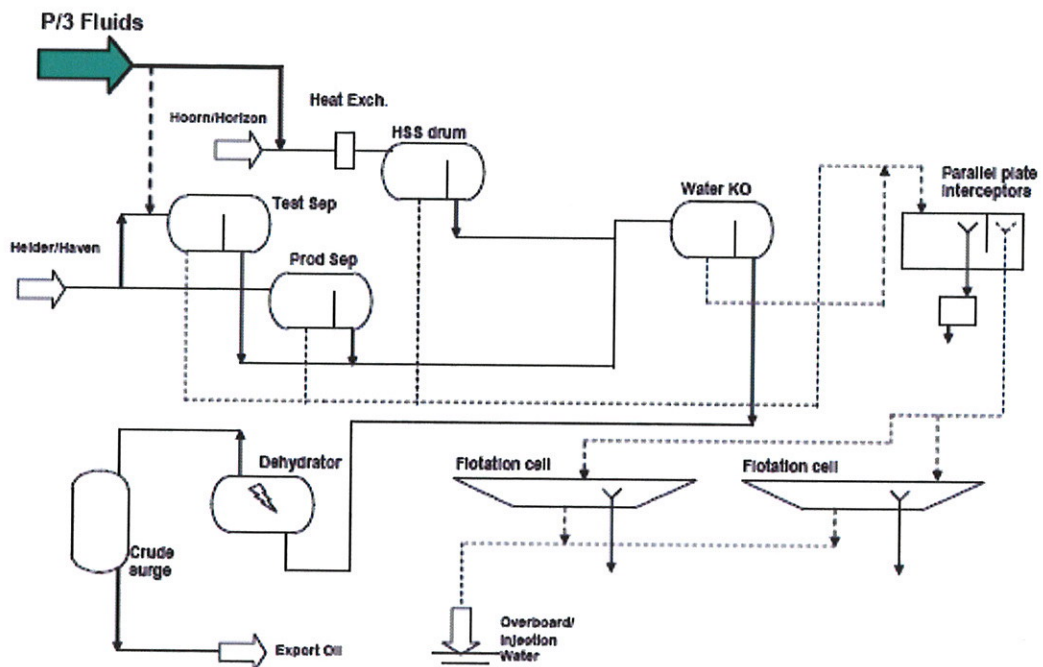 P/3 Fluids
Heat Exch.
Hoorn/Horizon
HSS drum
Parallel plate
Interceptors
Water KO
Test Sep
Helder/Haven
Prod Sep
Dehydrator
Flotation cell
Flotation cell
Crude
surge
Export Oil
Overboard/
Injection
Water